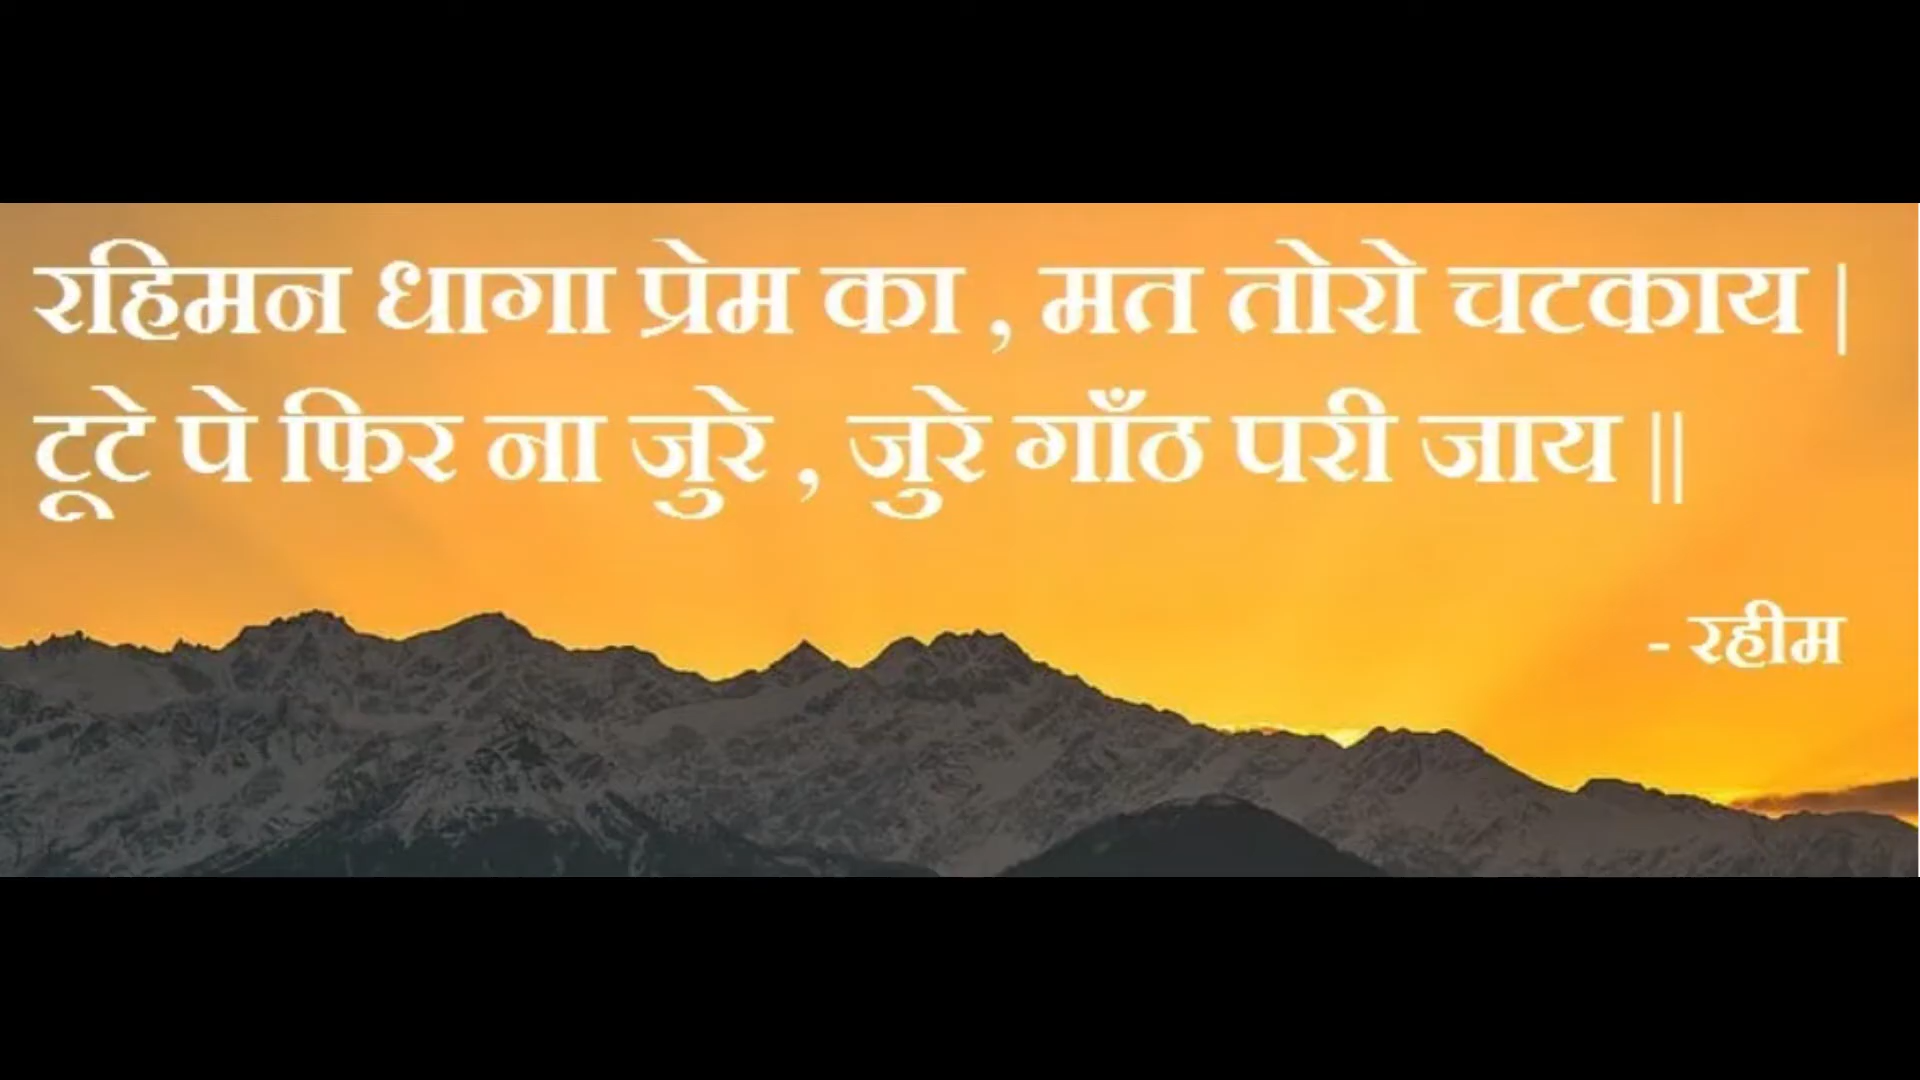 रहिमन धागा प्रेम का , मत तोरो चटकाय |
टूटे पे फिर ना जुरे , जुरे गाँठ परी जाय ||
- रहीम